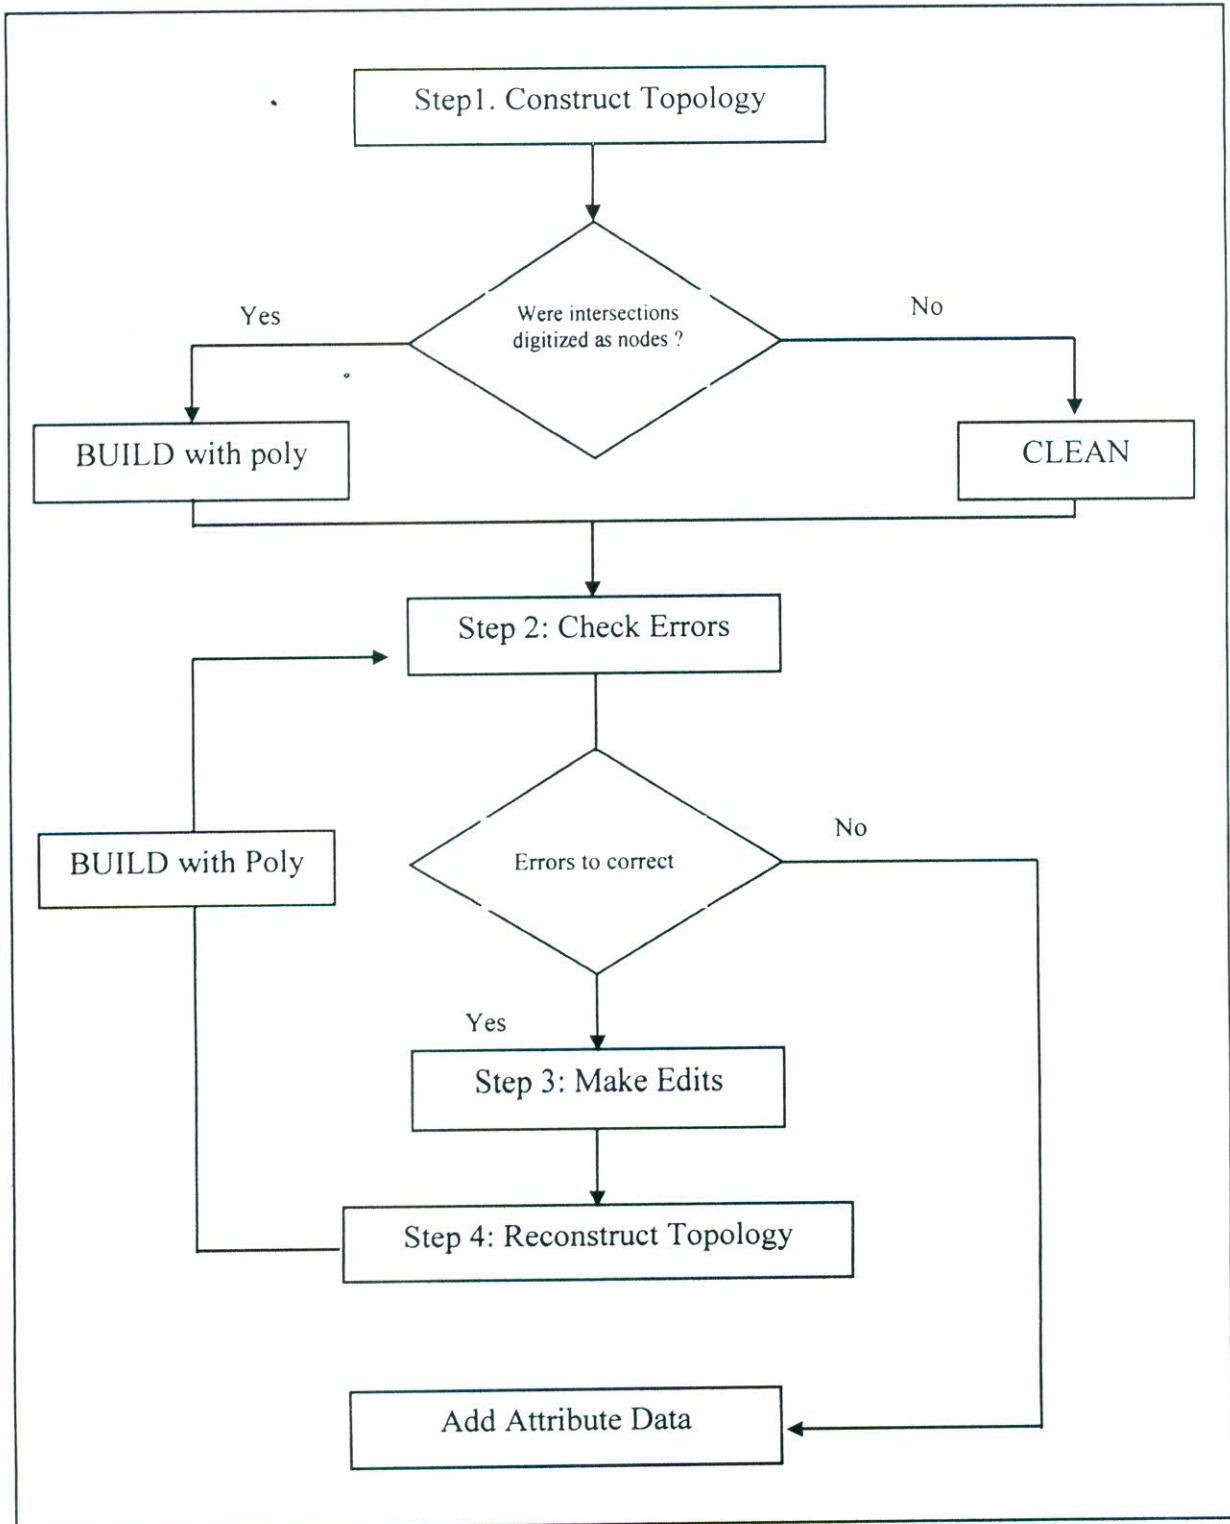 Step1. Construct Topology
Were intersections
digitized as nodes ?
Yes
No
BUILD with poly
CLEAN
Step 2: Check Errors
BUILD with Poly
Errors to correct
No
Yes
Step 3: Make Edits
Step 4: Reconstruct Topology
Add Attribute Data